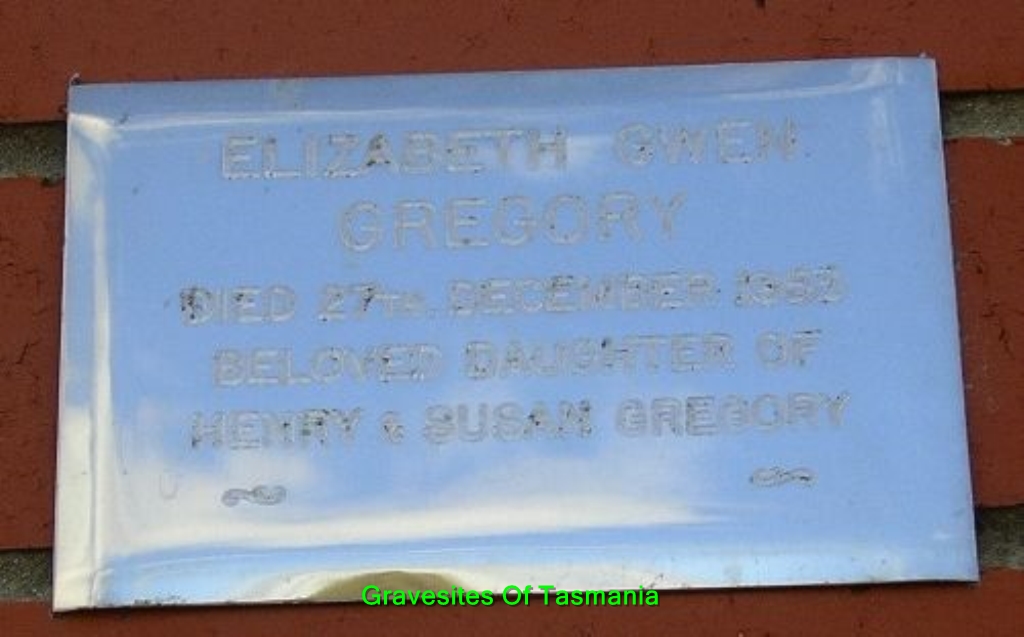 ELIZABETH GWEN
GREGORY
DIED 27TH. DECEMBER
BELOVED DAUGHTER OF
HENRY & SUSAN GREGORY
Gravesites Of Tasmania